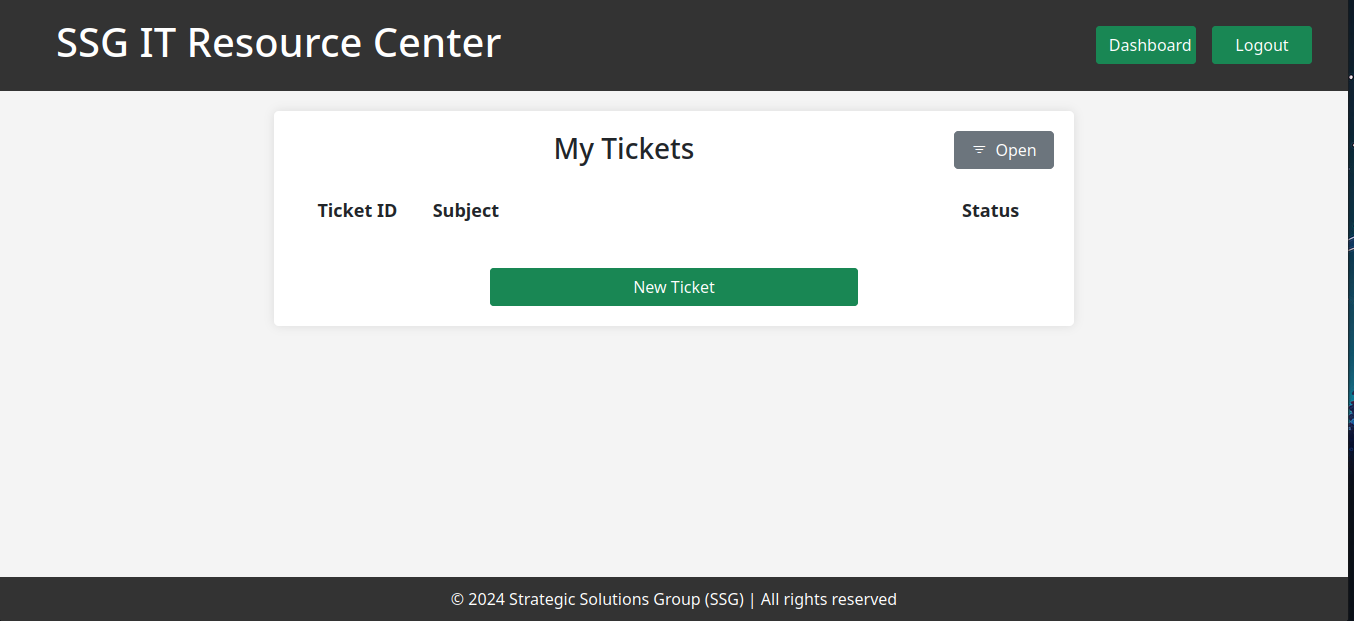 SSG IT Resource Center
Dashboard
Logout
My Tickets
Open
Ticket ID Subject Status
New Ticket
© 2024 Strategic Solutions Group (SSG) | All rights reserved